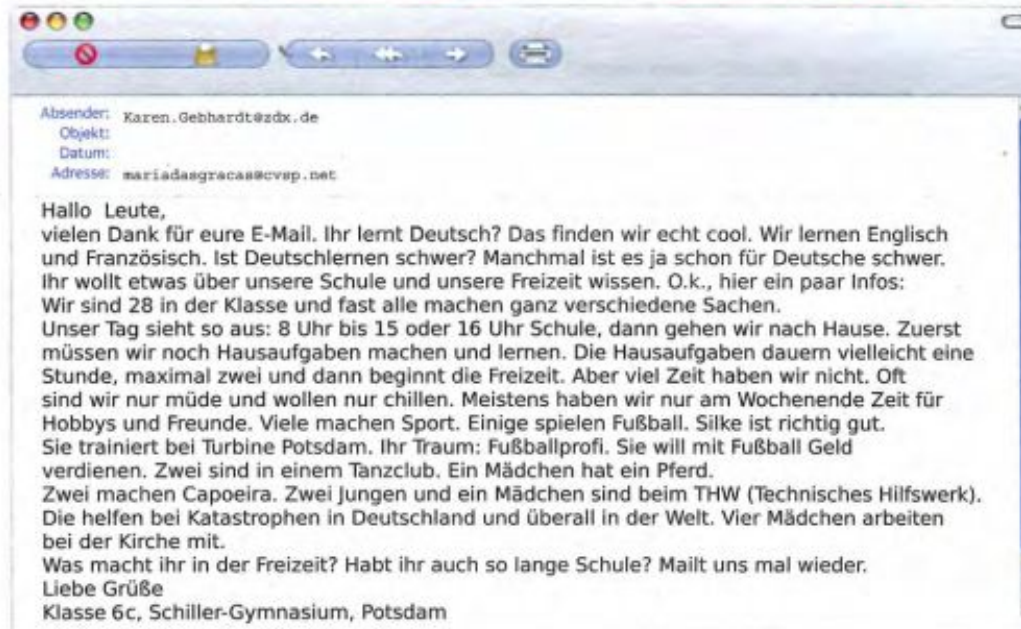 Absender: Karen.Gebhardt@zdx.de
Objekt:
Datum:
Adresse: mariadasgracas@cvsp.net
Hallo Leute,
vielen Dank für eure E-Mail. Ihr lernt Deutsch? Das finden wir echt cool. Wir lernen Englisch
und Französisch. Ist Deutschlernen schwer? Manchmal ist es ja schon für Deutsche schwer.
Ihr wollt etwas über unsere Schule und unsere Freizeit wissen. O.k., hier ein paar Infos:
Wir sind 28 in der Klasse und fast alle machen ganz verschiedene Sachen.
Unser Tag sieht so aus: 8 Uhr bis 15 oder 16 Uhr Schule, dann gehen wir nach Hause. Zuerst
müssen wir noch Hausaufgaben machen und lernen. Die Hausaufgaben dauern vielleicht eine
Stunde, maximal zwei und dann beginnt die Freizeit. Aber viel Zeit haben wir nicht. Oft
sind wir nur müde und wollen nur chillen. Meistens haben wir nur am Wochenende Zeit für
Hobbys und Freunde. Viele machen Sport. Einige spielen Fußball. Silke ist richtig gut.
Sie trainiert bei Turbine Potsdam. Ihr Traum: Fußballprofi. Sie will mit Fußball Geld
verdienen. Zwei sind in einem Tanzclub. Ein Mädchen hat ein Pferd.
Zwei machen Capoeira. Zwei Jungen und ein Mädchen sind beim THW (Technisches Hilfswerk).
Die helfen bei Katastrophen in Deutschland und überall in der Welt. Vier Mädchen arbeiten
bei der Kirche mit.
Was macht ihr in der Freizeit? Habt ihr auch so lange Schule? Mailt uns mal wieder.
Liebe Grüße
Klasse 6c, Schiller-Gymnasium, Potsdam